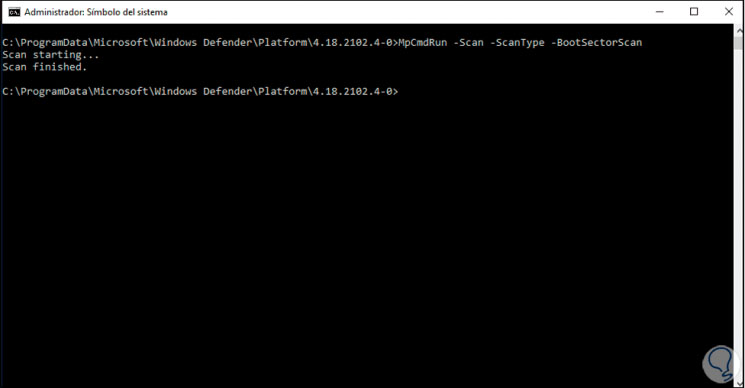 Administrador: Símbolo del sistema
C:\ProgramData\Microsoft\Windows Defender\Platform\4.18.2102.4-0>MpCmdRun -Scan -ScanType -BootSectorScan
Scan starting...
Scan finished.
C:\ProgramData\Microsoft\Windows Defender\Platform\4.18.2102.4-0>